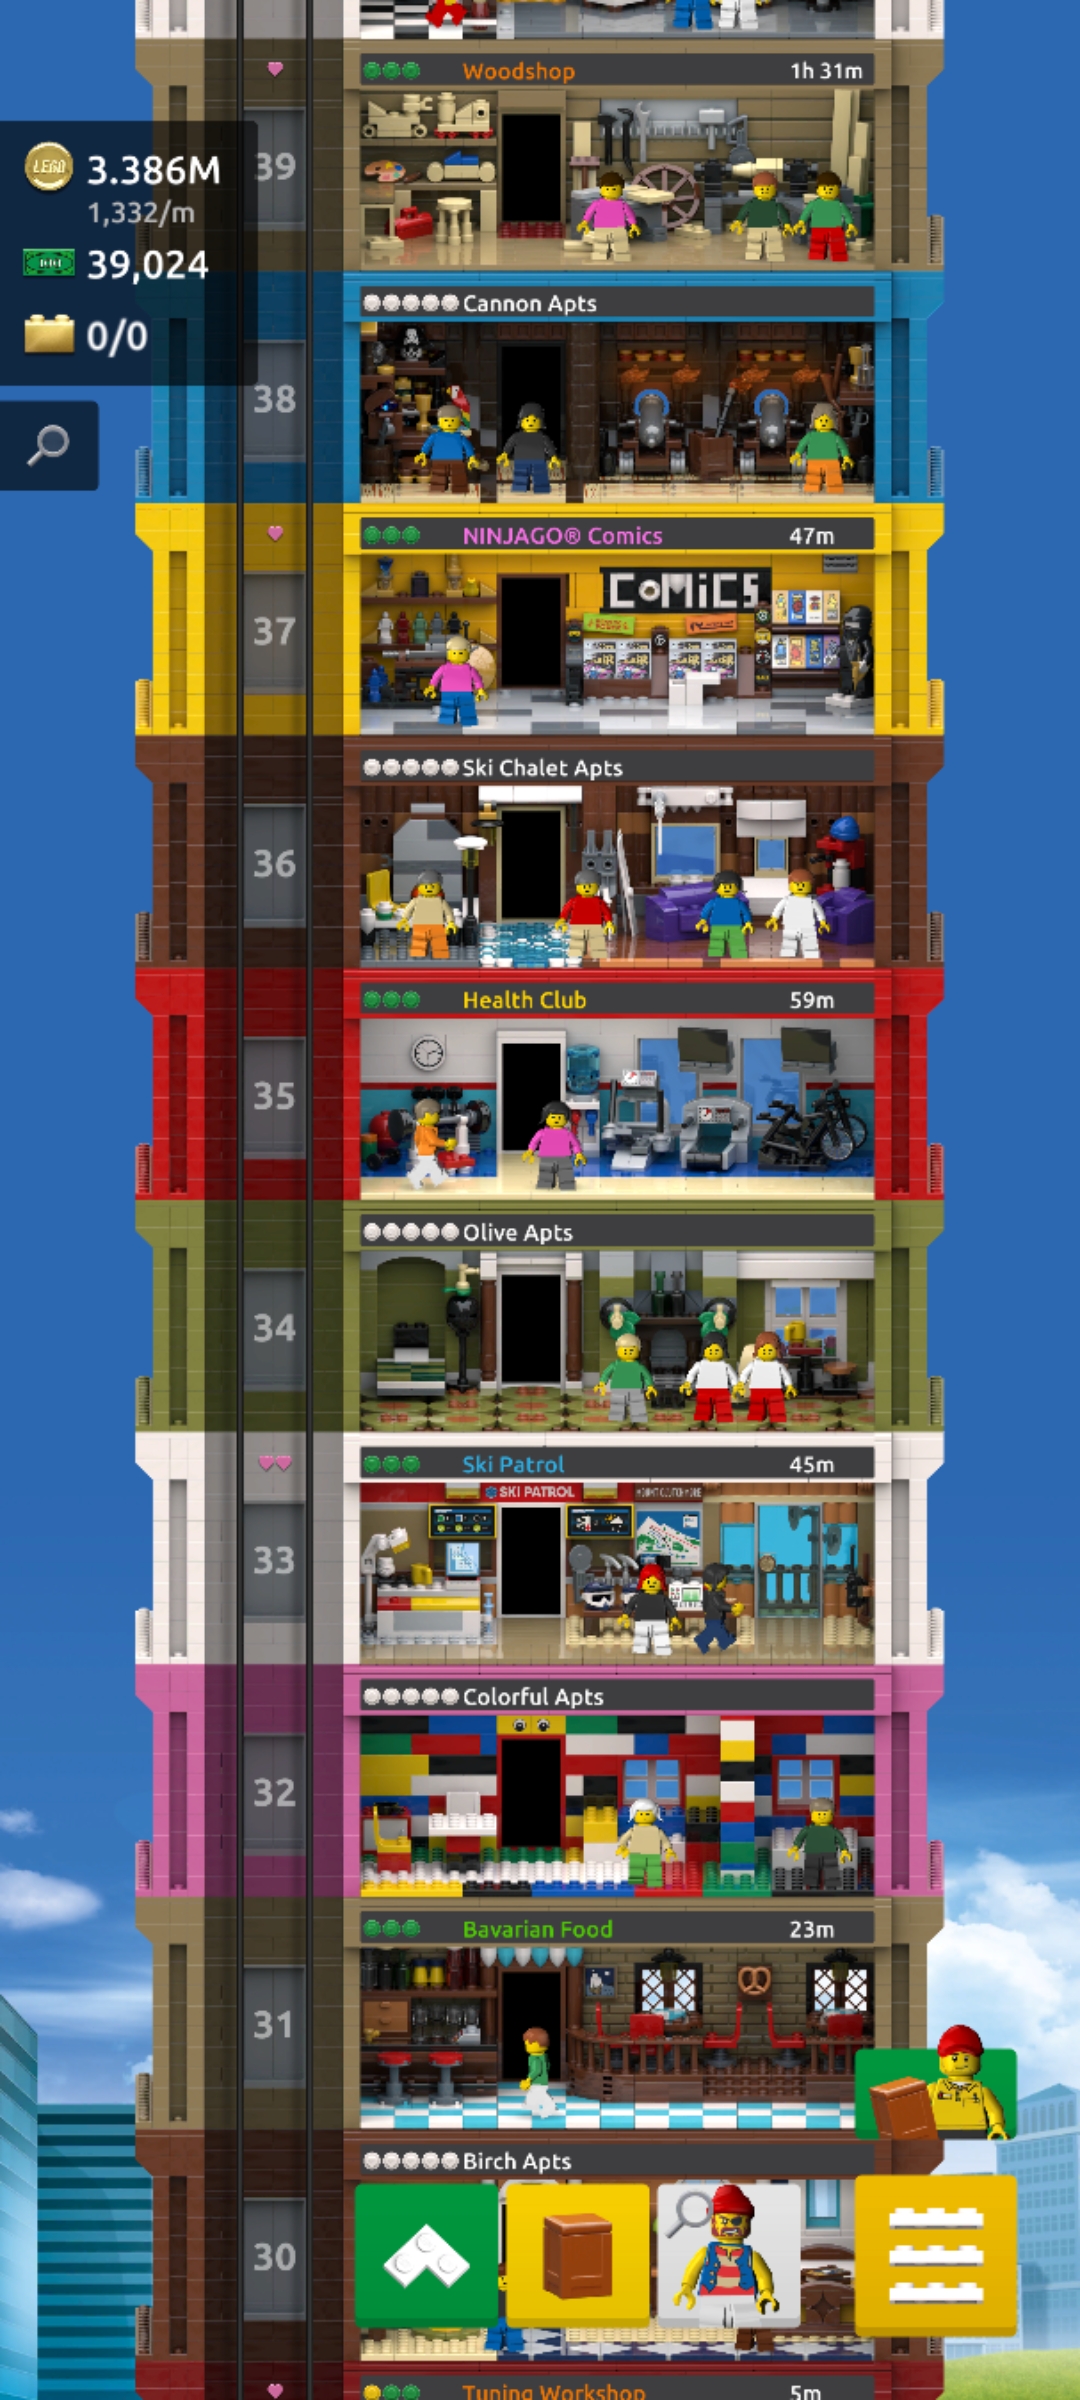 Woodshop 1h 31m
39
LEGO 3.386M
1,332/m
39,024
0/0
Cannon Apts
38
NINJAGO® Comics 47m
COMiCS
37
Ski Chalet Apts
36
Health Club 59m
35
Olive Apts
34
Ski Patrol 45m
SKI PATROL
33
Colorful Apts
32
Bavarian Food 23m
31
Birch Apts
30
Tuning Workshop 5m